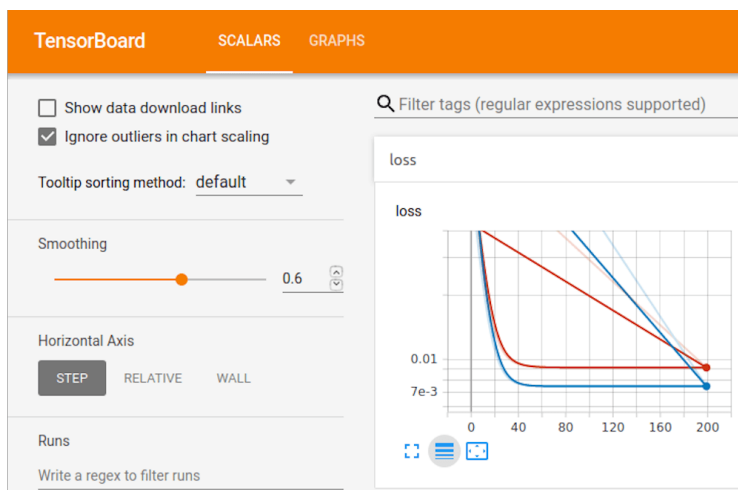 TensorBoard SCALARS GRAPHS
Show data download links
Ignore outliers in chart scaling
Tooltip sorting method: default
Smoothing
0.6
Horizontal Axis
STEP RELATIVE WALL
Runs
Write a regex to filter runs
Filter tags (regular expressions supported)
loss
loss
0.01
7e-3
0 40 80 120 160 200